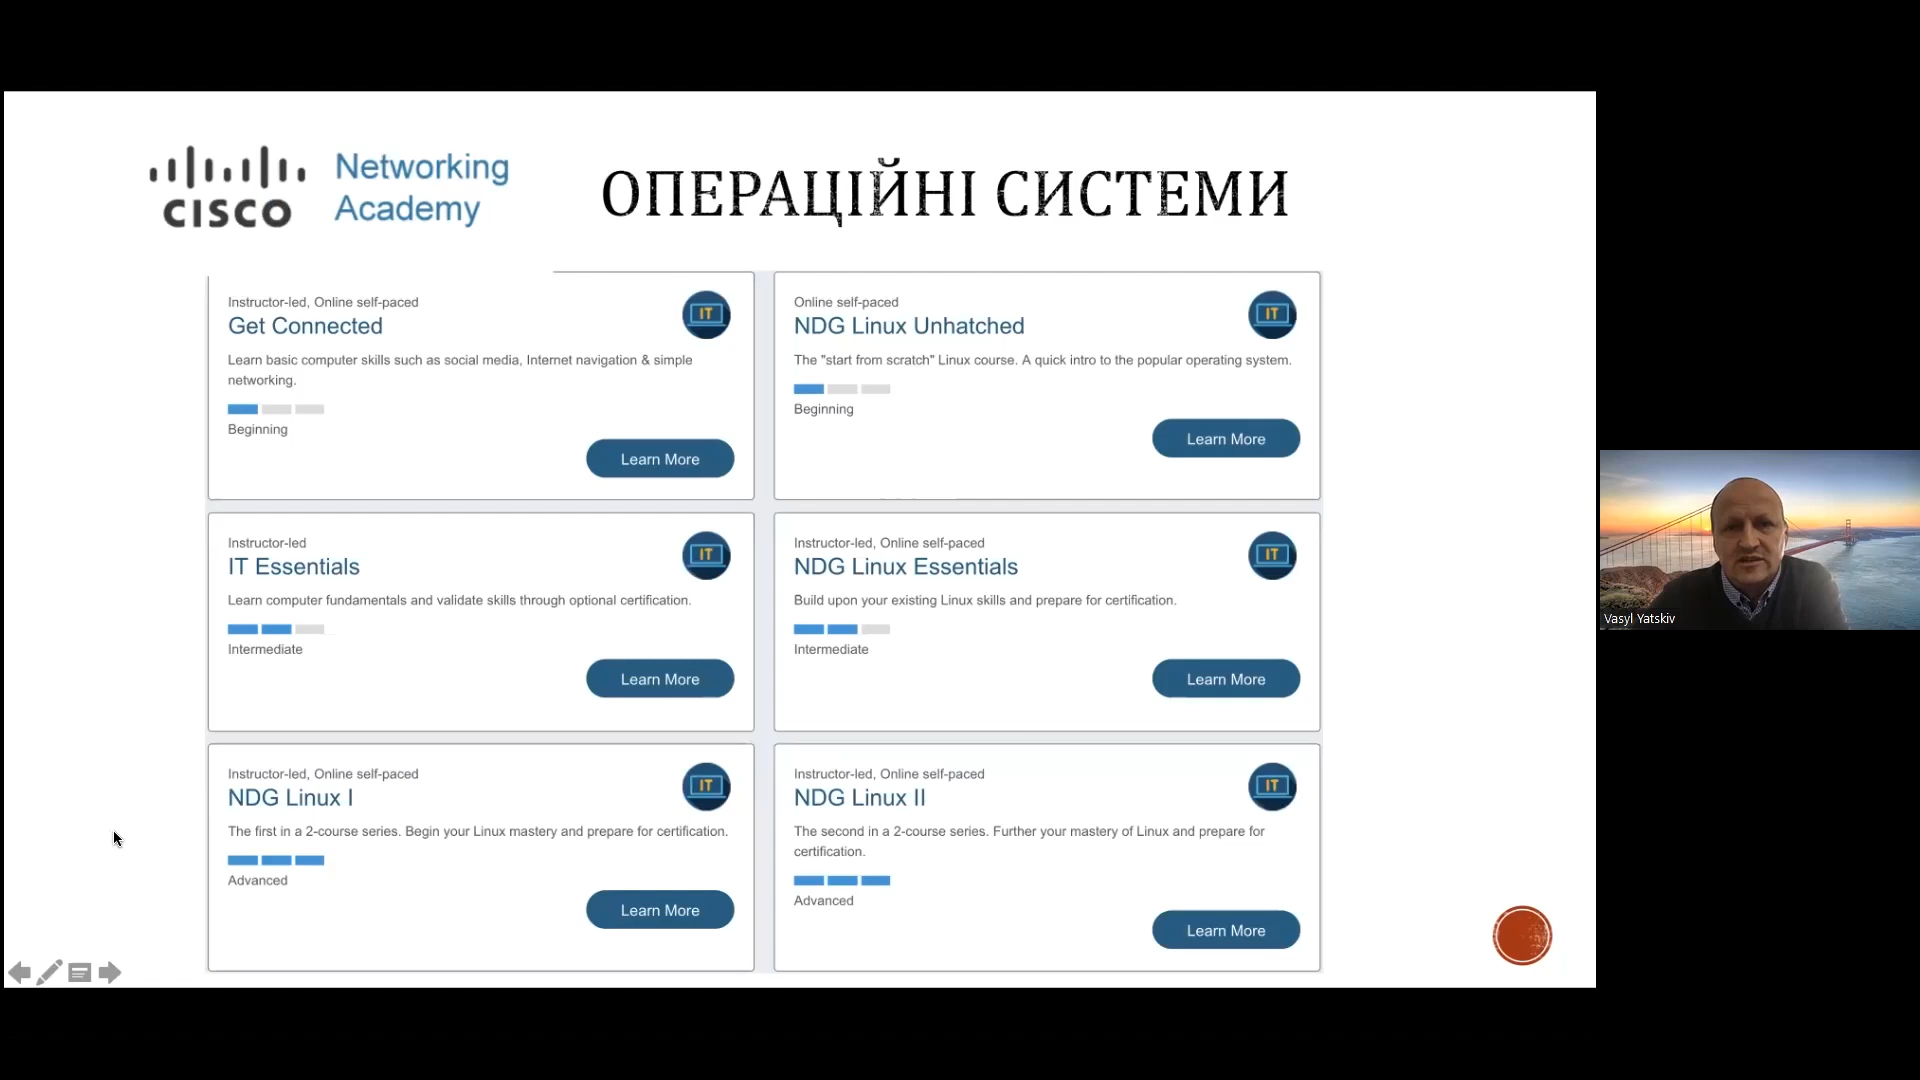 CISCO
Networking
Academy
ОПЕРАЦІЙНІ СИСТЕМИ
Instructor-led, Online self-paced
Get Connected
IT
Learn basic computer skills such as social media, Internet navigation & simple
networking.
Beginning
Learn More
Online self-paced
NDG Linux Unhatched
IT
The "start from scratch" Linux course. A quick intro to the popular operating system.
Beginning
Learn More
Instructor-led
IT Essentials
IT
Learn computer fundamentals and validate skills through optional certification.
Intermediate
Learn More
Instructor-led, Online self-paced
NDG Linux Essentials
IT
Build upon your existing Linux skills and prepare for certification.
Intermediate
Learn More
Instructor-led, Online self-paced
NDG Linux I
IT
The first in a 2-course series. Begin your Linux mastery and prepare for certification.
Advanced
Learn More
Instructor-led, Online self-paced
NDG Linux II
IT
The second in a 2-course series. Further your mastery of Linux and prepare for
certification.
Advanced
Learn More
Vasyl Yatskiv